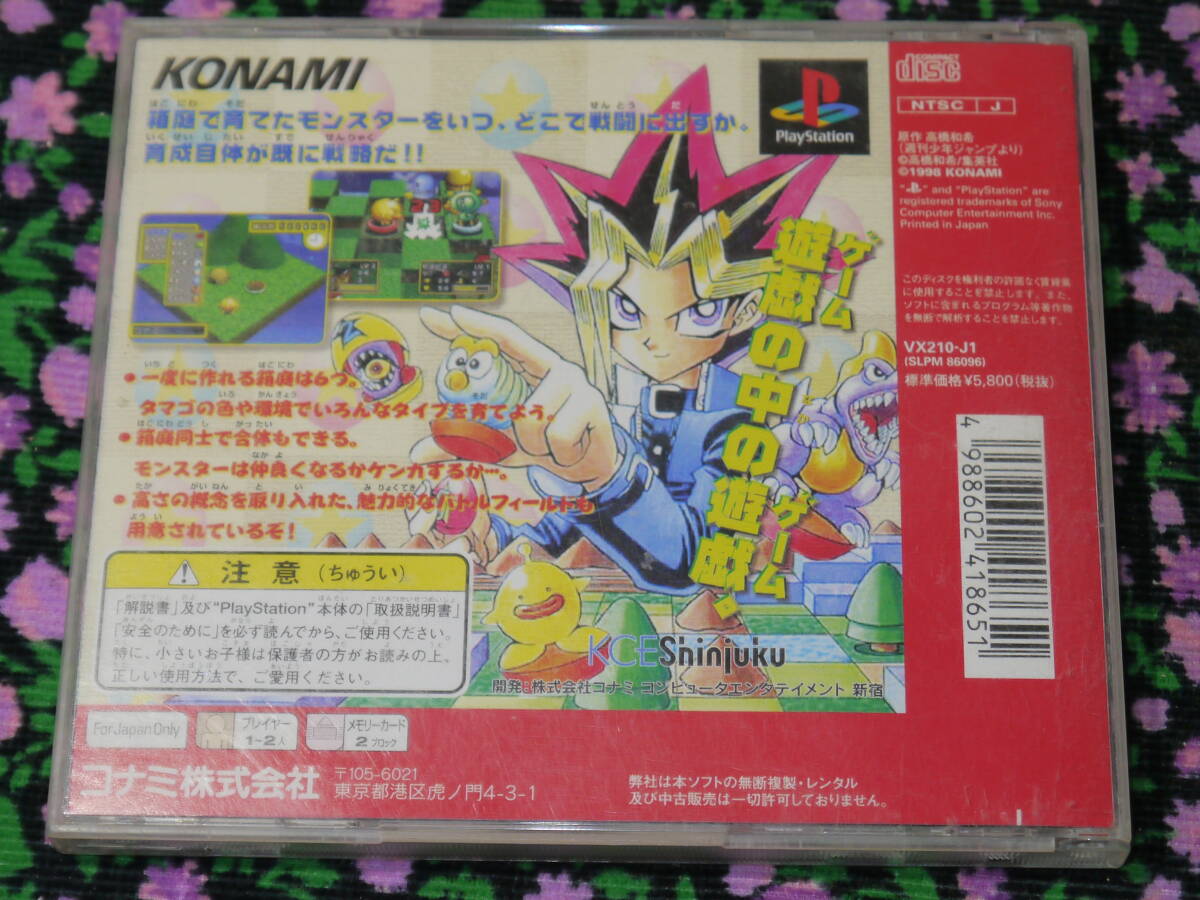 KONAMI
箱庭で育てたモンスターをいつ、どこで戦闘に出すか。
育成自体が既に戦略だ!!
PlayStation
ゲーム
遊戯の中の遊戯。
なか
ゲーム
・一度に作れる箱庭は6つ。
タマゴの色や環境でいろんなタイプを育てよう。
・箱庭同士で合体もできる。
モンスターは仲良くなるかケンカするか…。
・高さの概念を取り入れた、魅力的なバトルフィールドも
用意されているぞ!
注意(ちゅうい)
「解説書」及び"PlayStation"本体の「取扱説明書」
「安全のために」を必ず読んでから、ご使用ください。
特に、小さいお子様は保護者の方がお読みの上、
正しい使用方法で、ご愛用ください。
KCEShinjuku
開発 株式会社コナミ コンピュータエンタテイメント 新宿
For Japan Only
プレイヤー
1~2人
メモリーカード
2ブロック
コナミ株式会社
〒105-6021
東京都港区虎ノ門4-3-1
弊社は本ソフトの無断複製・レンタル
及び中古販売は一切許可しておりません。
COMPACT
disc
NTSC J
原作 高橋和希
(週刊少年ジャンプより)
©高橋和希/集英社
©1998 KONAMI
" " and "PlayStation" are
registered trademarks of Sony
Computer Entertainment Inc.
Printed in Japan
このディスクを権利者の許諾なく賃貸業
に使用することを禁止します。また、
ソフトに含まれるプログラム等著作物
を無断で解析することを禁止します。
VX210-J1
(SLPM 86096)
標準価格¥5,800(税抜)
4 988602 418651